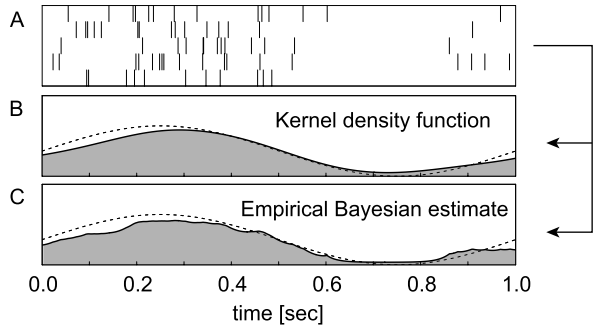 A
B
Kernel density function
C
Empirical Bayesian estimate
0.0 0.2 0.4 0.6 0.8 1.0
time [sec]